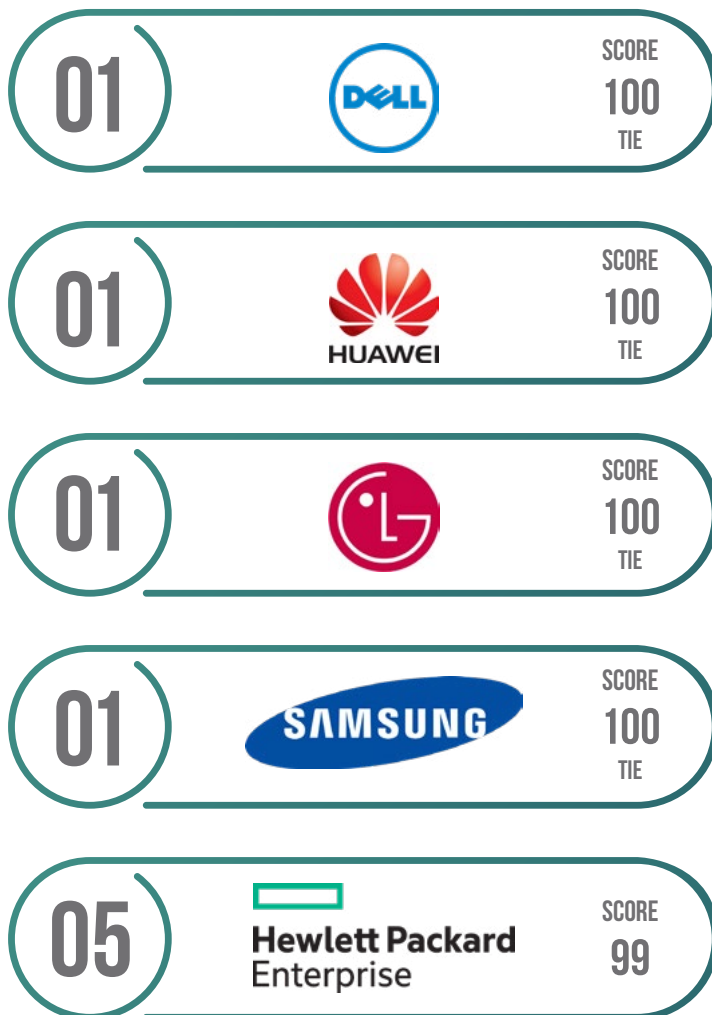 01
DELL
SCORE
100
TIE
01
HUAWEI
SCORE
100
TIE
01
LG
SCORE
100
TIE
01
SAMSUNG
SCORE
100
TIE
05
Hewlett Packard
Enterprise
SCORE
99